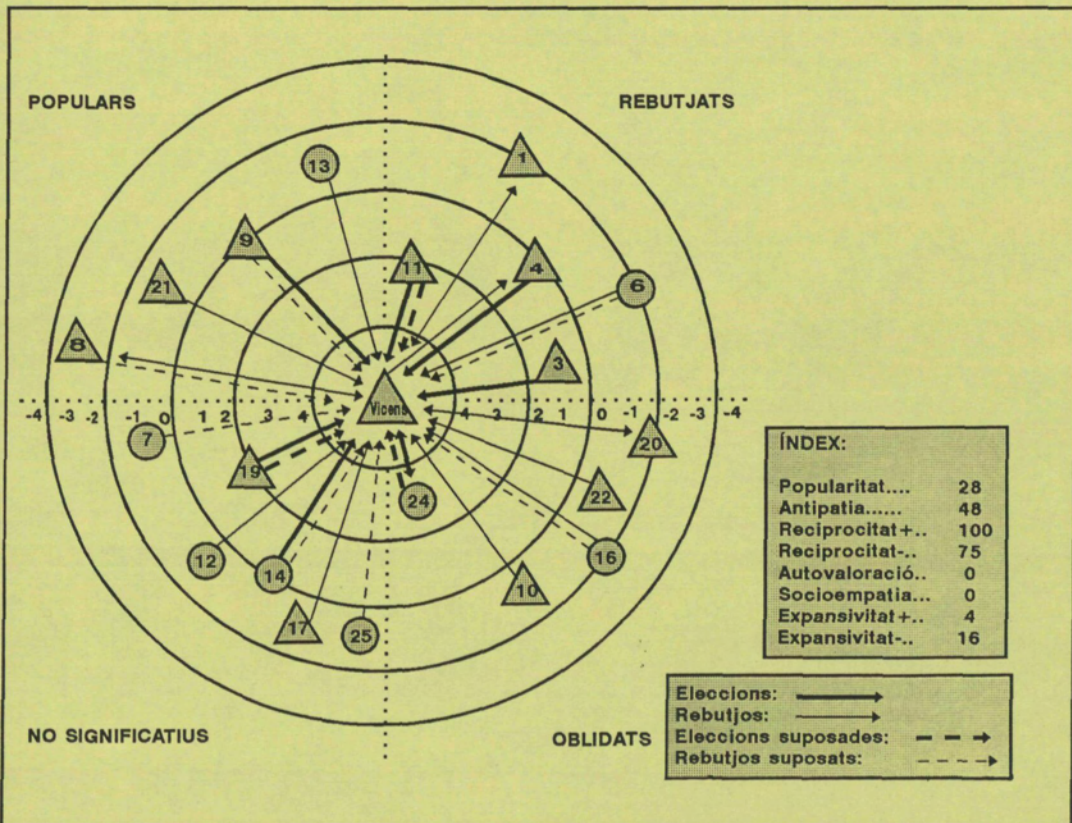 POPULARS
REBUTJATS
13
1
9
11
4
21
6
8
3
Vicens
-4 -3 -2 -1 0 1 2 3 4 4 3 2 1 -0 -1 -2 -3 -4
7
20
19
24
22
12
14
16
10
17
25
ÍNDEX:
Popularitat.... 28
Antipatia...... 48
Reciprocitat+.. 100
Reciprocitat-.. 75
Autovaloració.. 0
Socioempatia... 0
Expansivitat+.. 4
Expansivitat-.. 16
NO SIGNIFICATIUS
OBLIDATS
Eleccions:
Rebutjos:
Eleccions suposades:
Rebutjos suposats: